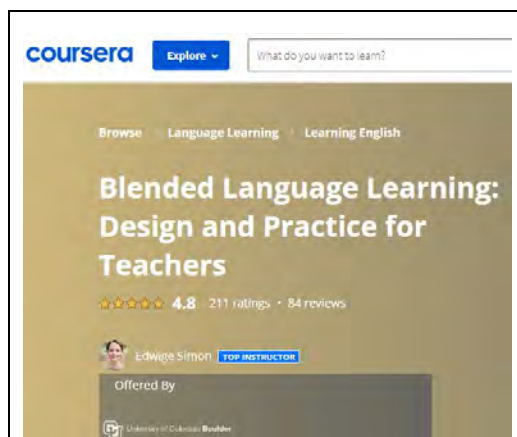 coursera
Explore
What do you want to learn?
Browse Language Learning Learning English
Blended Language Learning:
Design and Practice for
Teachers
4.8 211 ratings • 84 reviews
Edwige Simon TOP INSTRUCTOR
Offered By
University of Colorado Boulder